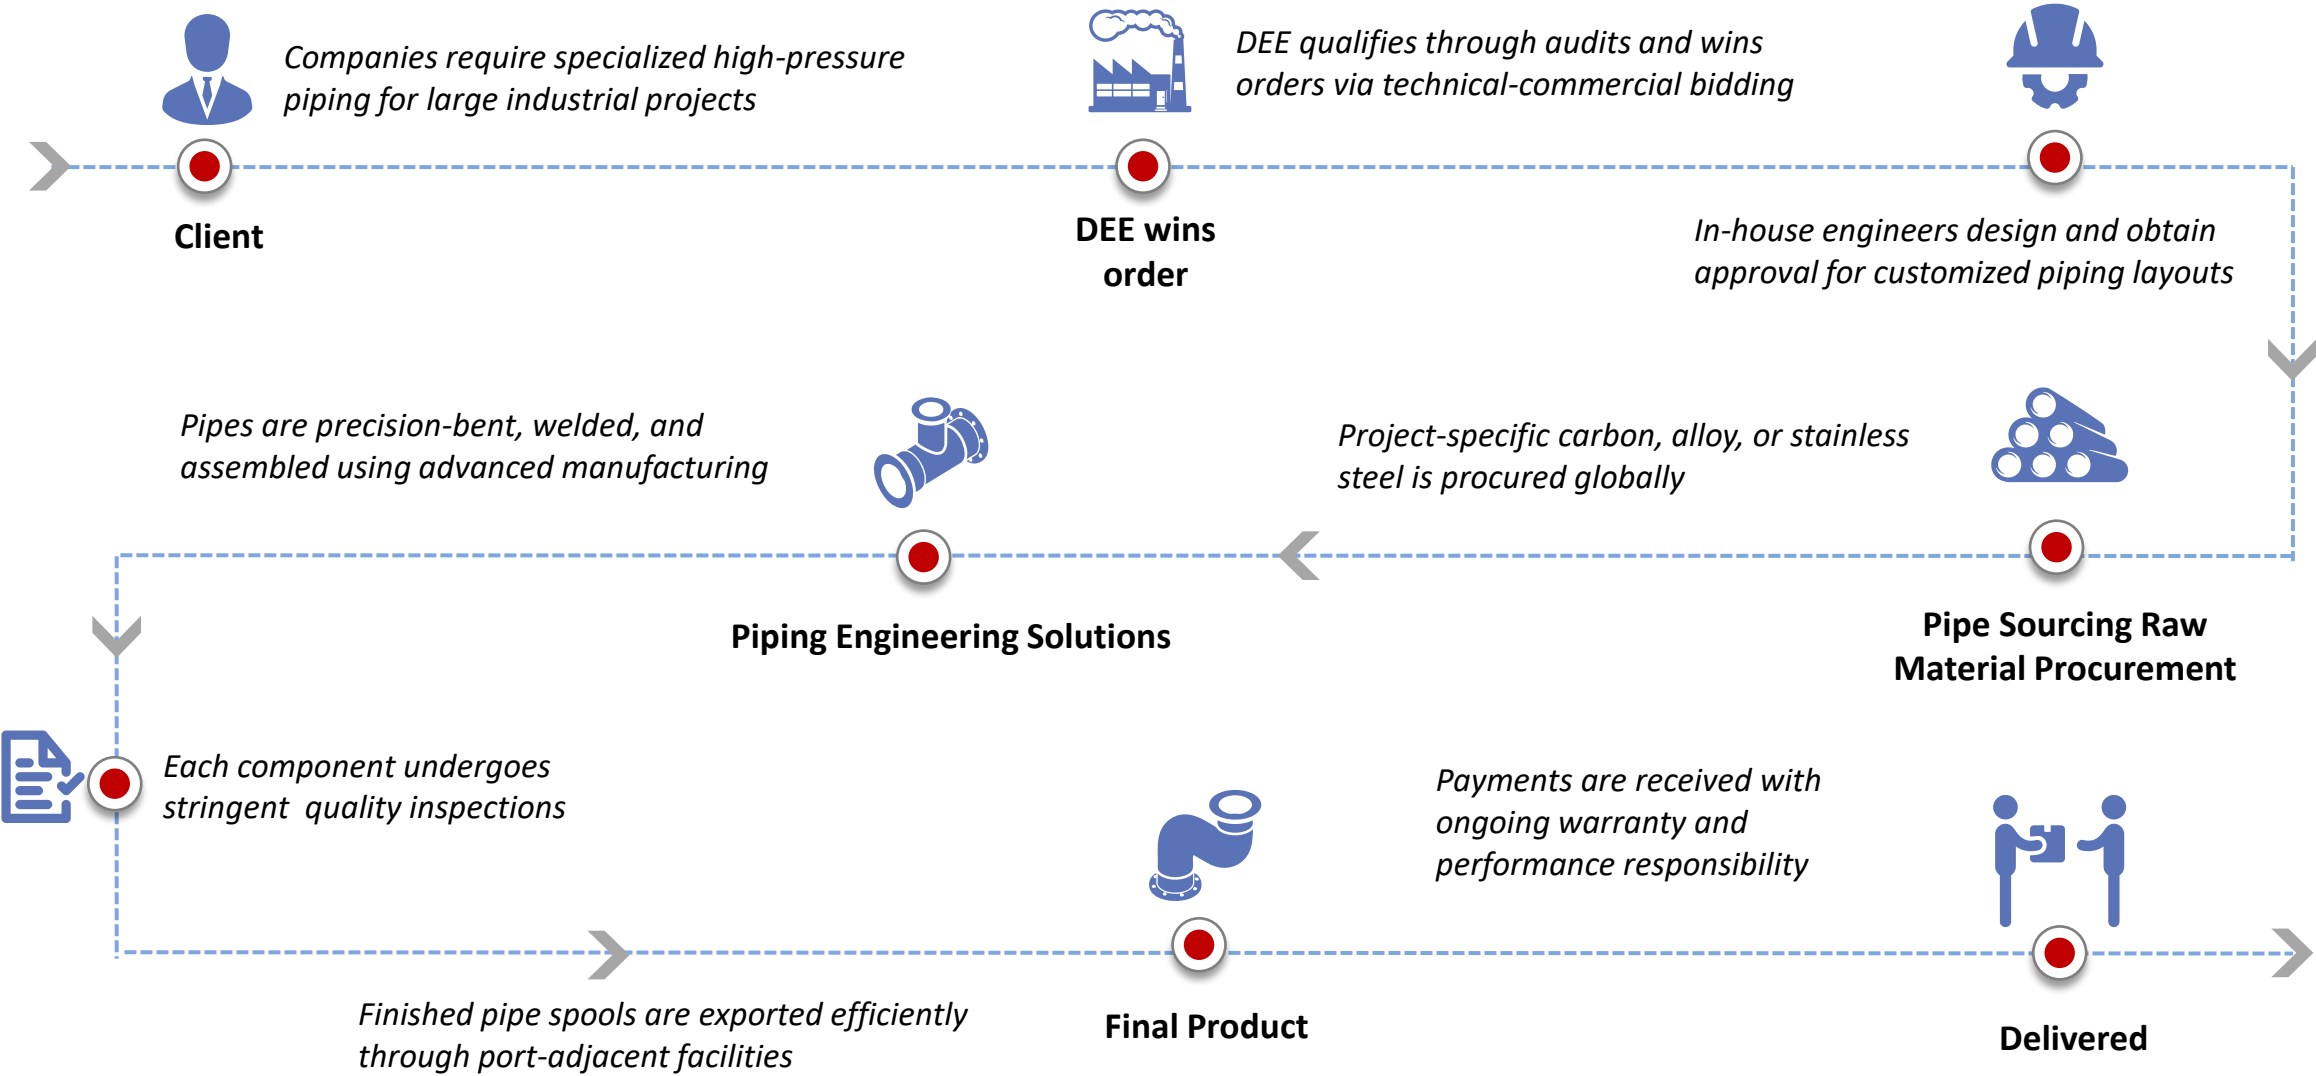 Companies require specialized high-pressure
piping for large industrial projects
Client
DEE qualifies through audits and wins
orders via technical-commercial bidding
DEE wins
order
In-house engineers design and obtain
approval for customized piping layouts
Project-specific carbon, alloy, or stainless
steel is procured globally
Pipe Sourcing Raw
Material Procurement
Pipes are precision-bent, welded, and
assembled using advanced manufacturing
Piping Engineering Solutions
Each component undergoes
stringent  quality inspections
Finished pipe spools are exported efficiently
through port-adjacent facilities
Final Product
Payments are received with
ongoing warranty and
performance responsibility
Delivered